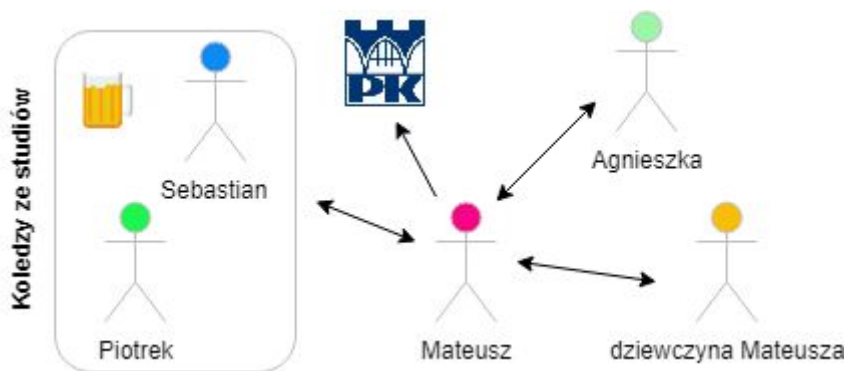 Koledzy ze studiów
Sebastian
Piotrek
PK
Agnieszka
Mateusz
dziewczyna Mateusza